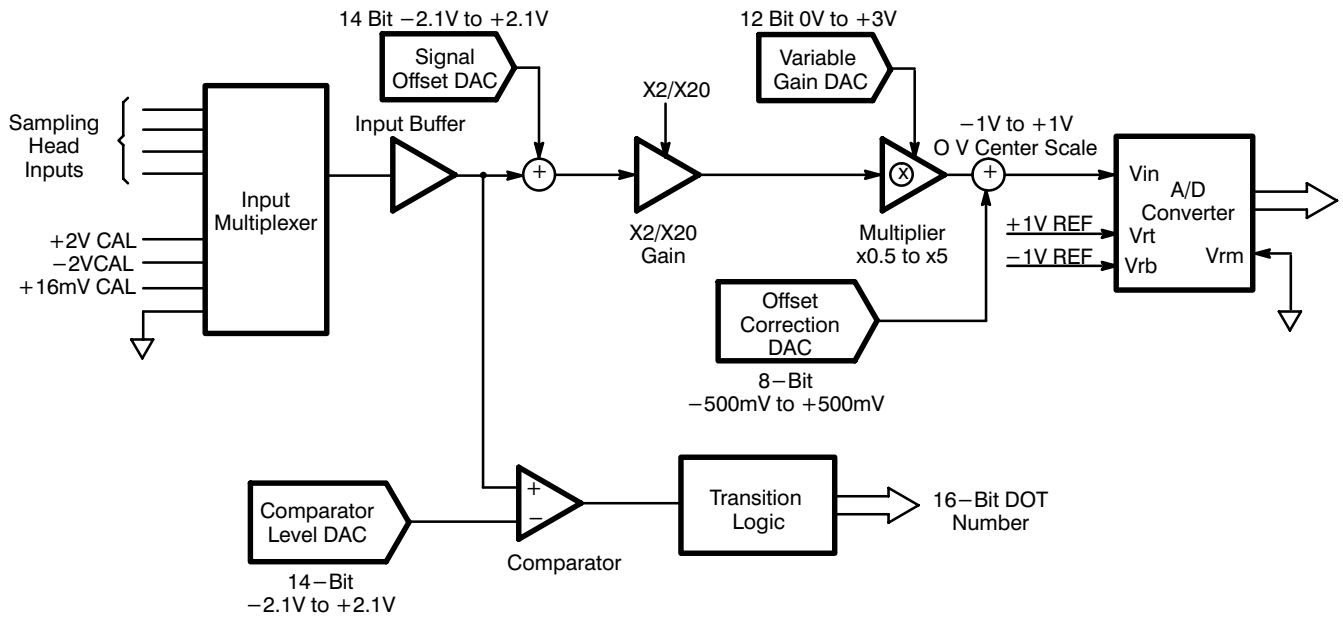 14 Bit −2.1V to +2.1V
Signal
Offset DAC
12 Bit 0V to +3V
Variable
Gain DAC
X2/X20
Sampling
Head
Inputs
Input Buffer
−1V to +1V
O V Center Scale
+
x
+
Input
Multiplexer
Vin
A/D
Converter
+2V CAL
−2VCAL
+16mV CAL
X2/X20
Gain
Multiplier
x0.5 to x5
+1V REF
Vrt
−1V REF
Vrb
Vrm
Offset
Correction
DAC
8−Bit
−500mV to +500mV
Comparator
Level DAC
+
−
Transition
Logic
16−Bit DOT
Number
Comparator
14−Bit
−2.1V to +2.1V